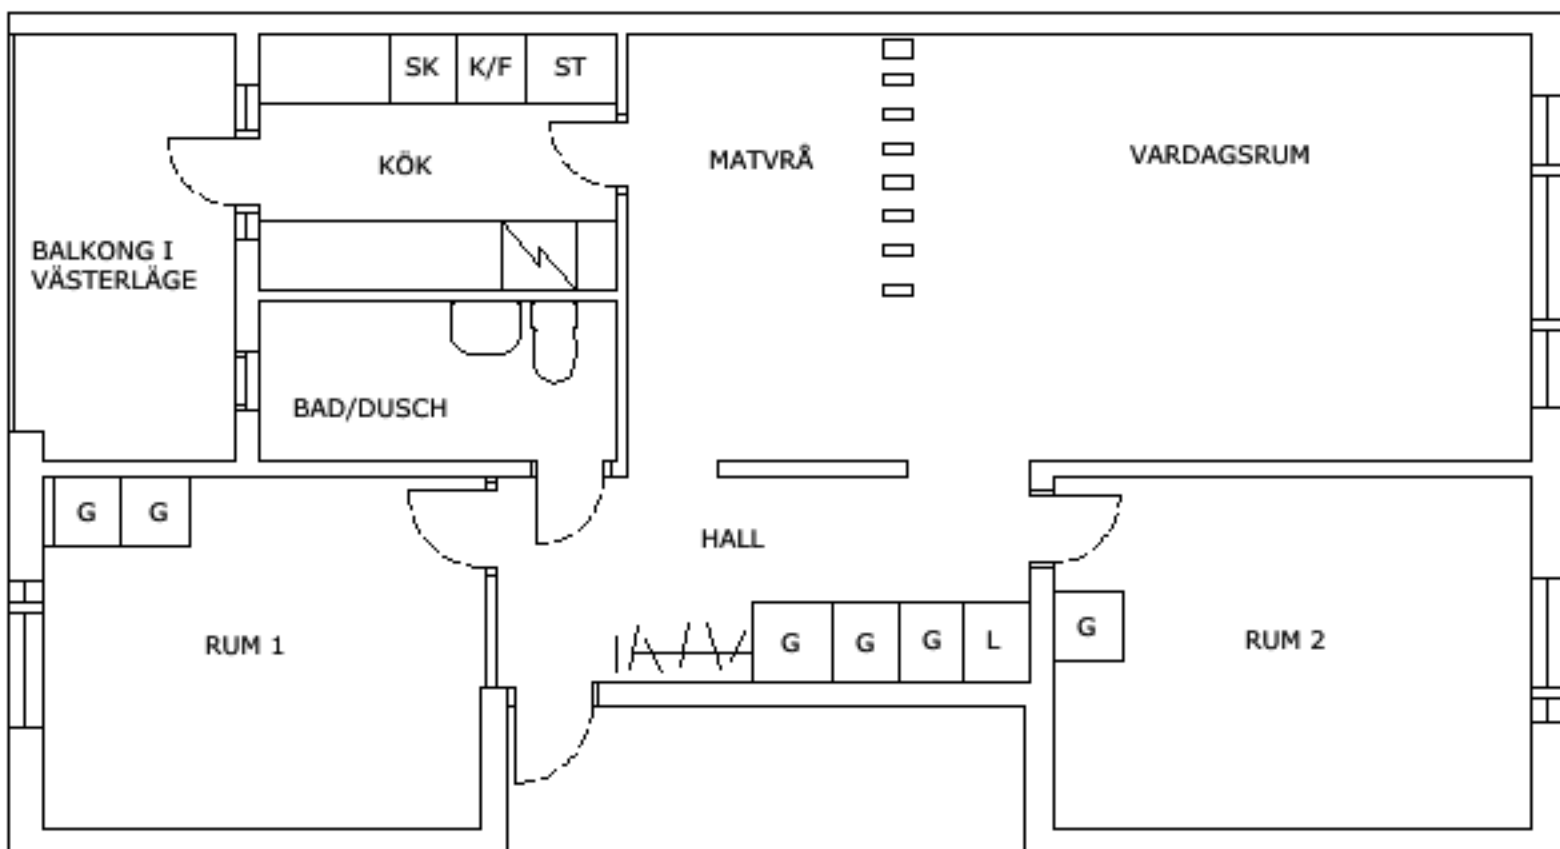 SK K/F ST
KÖK
MATVRÅ
VARDAGSRUM
BALKONG I
VÄSTERLÄGE
BAD/DUSCH
G G
HALL
RUM 1
G G G L
G
RUM 2